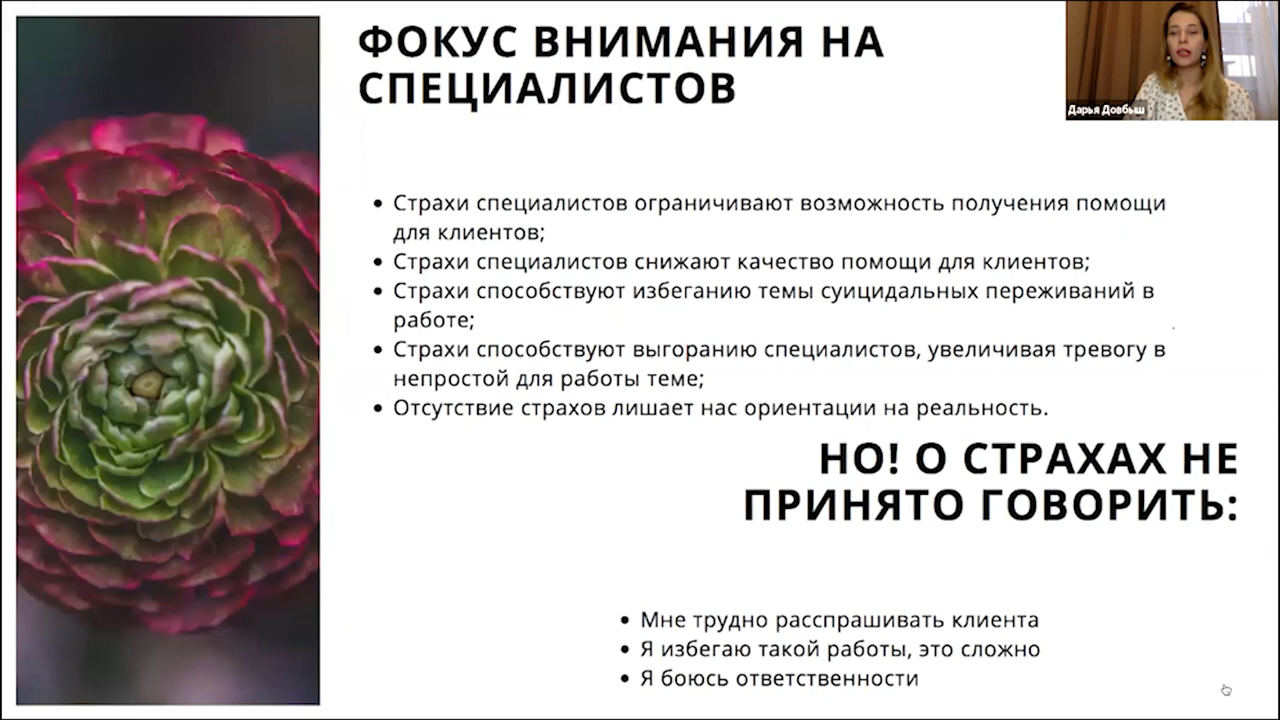 ФОКУС ВНИМАНИЯ НА
СПЕЦИАЛИСТОВ
Дарья Довбыш
• Страхи специалистов ограничивают возможность получения помощи
для клиентов;
• Страхи специалистов снижают качество помощи для клиентов;
• Страхи способствуют избеганию темы суицидальных переживаний в
работе;
• Страхи способствуют выгоранию специалистов, увеличивая тревогу в
непростой для работы теме;
• Отсутствие страхов лишает нас ориентации на реальность.
НО! О СТРАХАХ НЕ
ПРИНЯТО ГОВОРИТЬ:
• Мне трудно расспрашивать клиента
• Я избегаю такой работы, это сложно
• Я боюсь ответственности